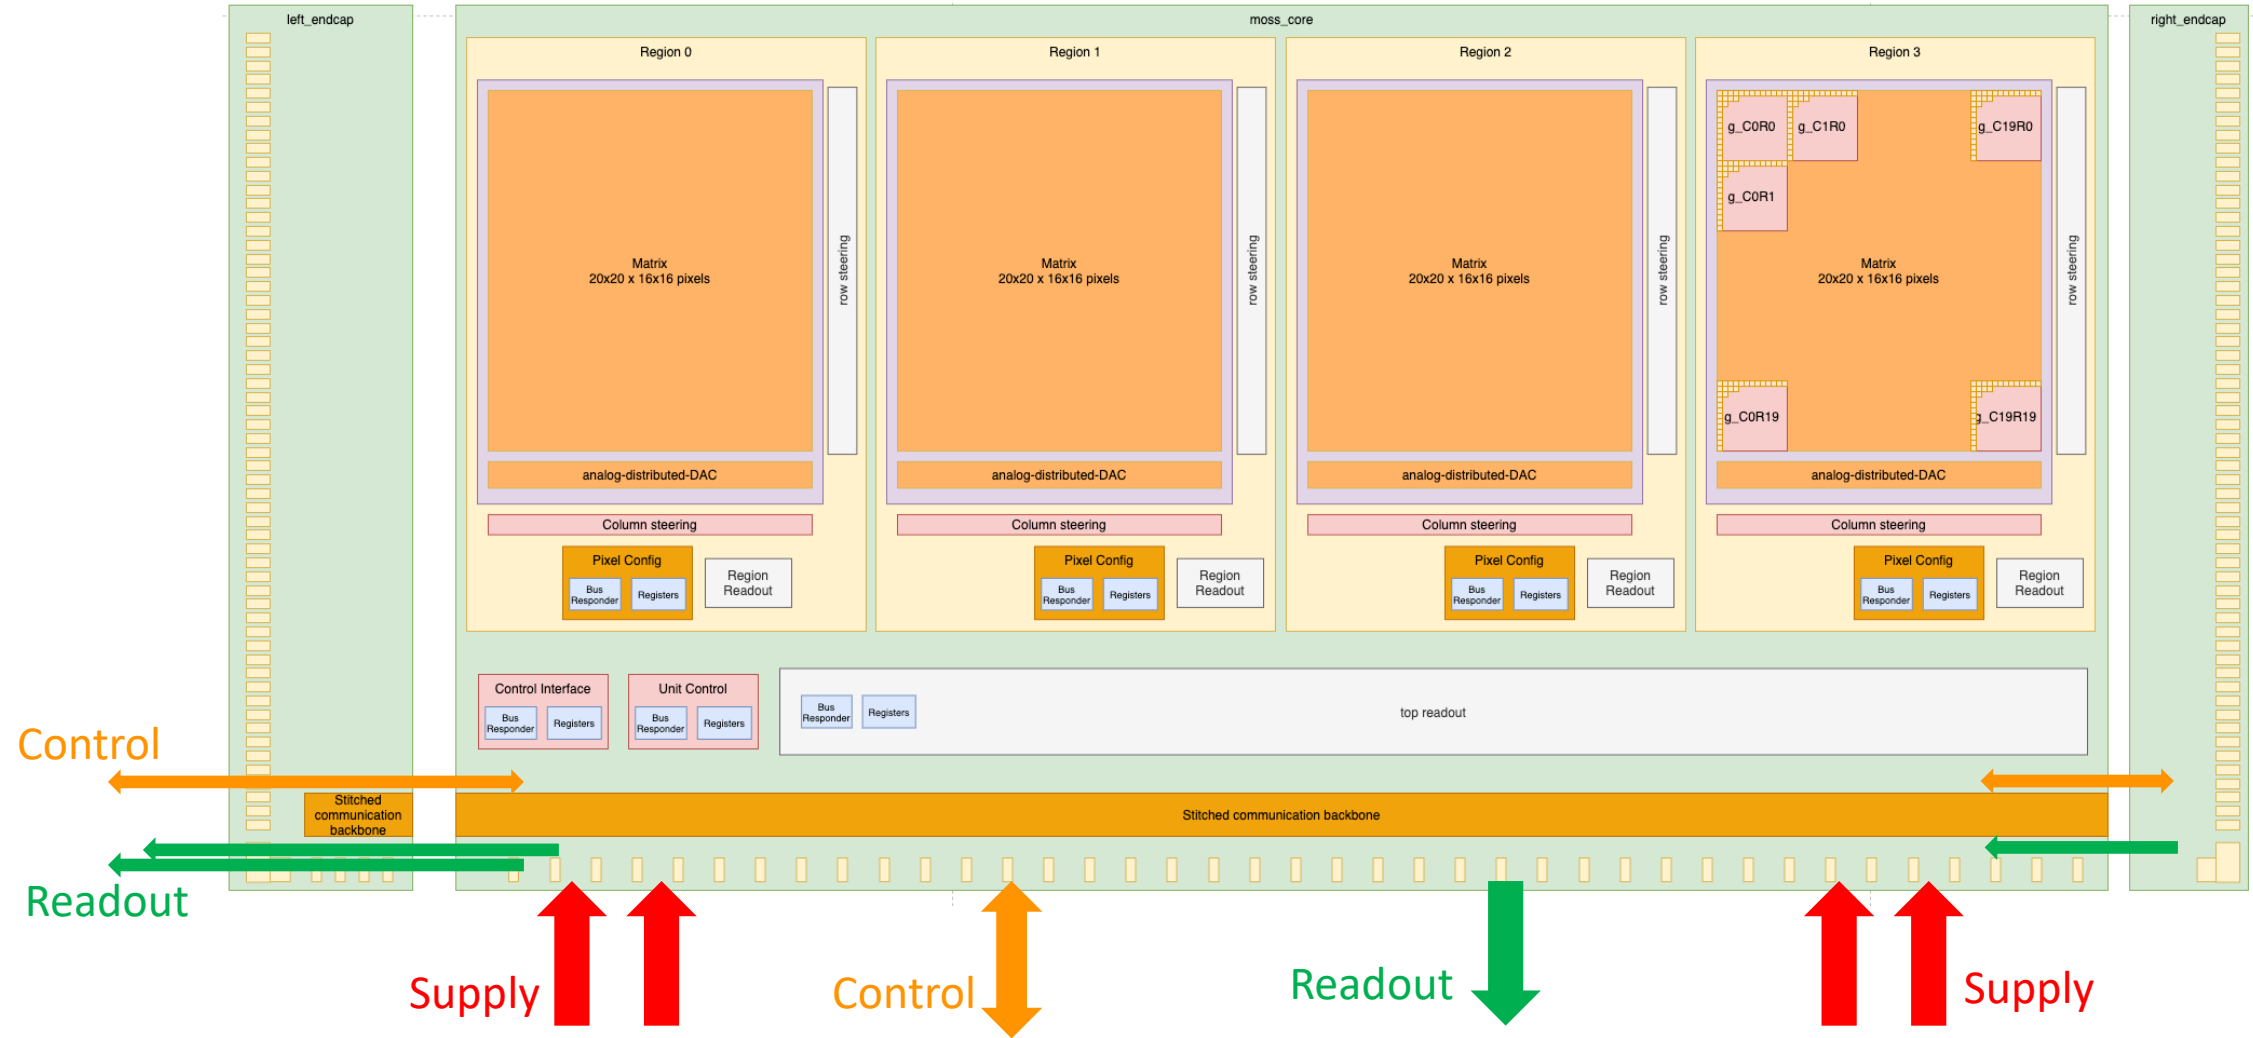 left_endcap
moss_core
right_endcap
Region 0
Region 1
Region 2
Region 3
g_C0R0
g_C1R0
g_C19R0
g_C0R1
Matrix
20x20 x 16x16 pixels
row steering
Matrix
20x20 x 16x16 pixels
row steering
Matrix
20x20 x 16x16 pixels
row steering
Matrix
20x20 x 16x16 pixels
row steering
g_C0R19
g_C19R19
analog-distributed-DAC
analog-distributed-DAC
analog-distributed-DAC
analog-distributed-DAC
Column steering
Column steering
Column steering
Column steering
Pixel Config
Bus
Responder
Registers
Region
Readout
Pixel Config
Bus
Responder
Registers
Region
Readout
Pixel Config
Bus
Responder
Registers
Region
Readout
Pixel Config
Bus
Responder
Registers
Region
Readout
Control Interface
Bus
Responder
Registers
Unit Control
Bus
Responder
Registers
Bus
Responder
Registers
top readout
Control
Stitched
communication
backbone
Stitched communication backbone
Readout
Supply
Control
Readout
Supply